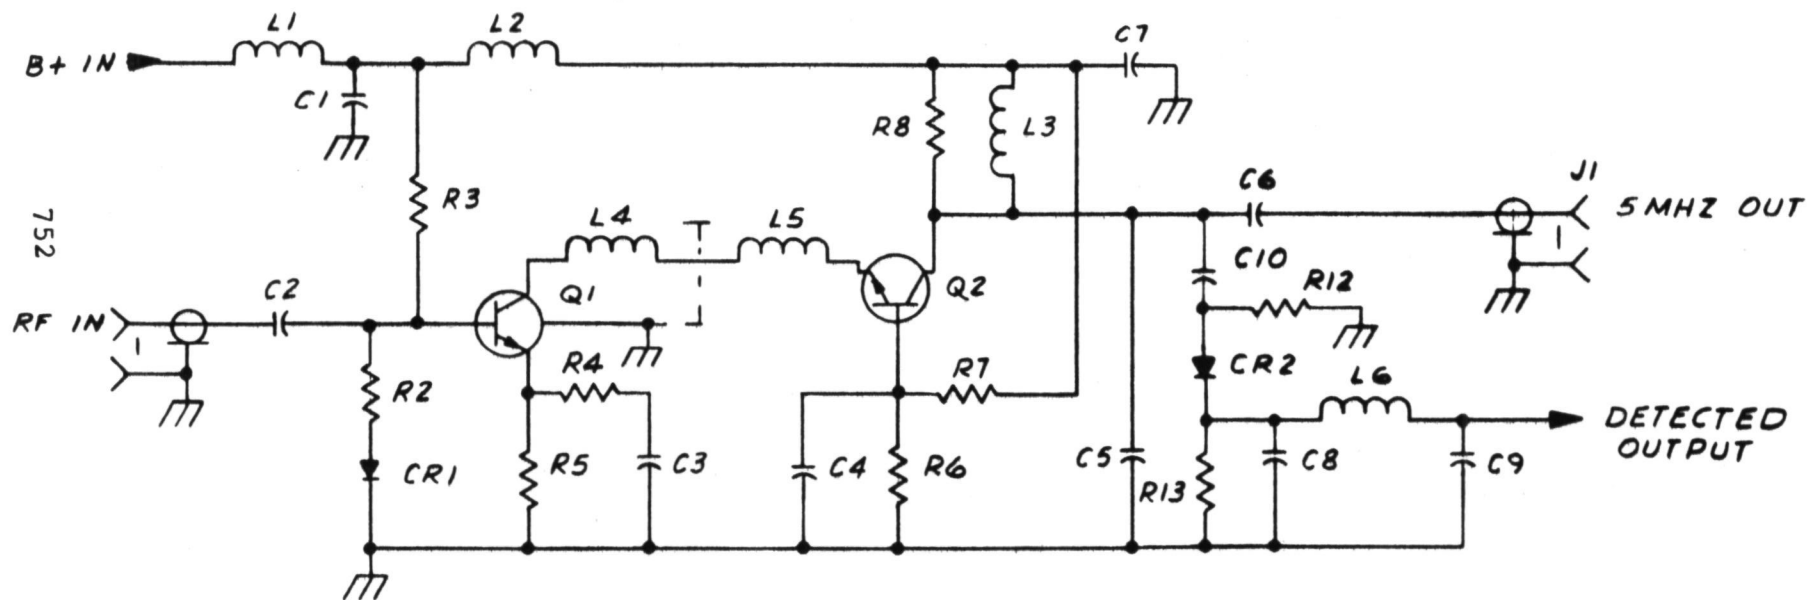 L1
L2
C7
B+ IN
C1
R8
L3
R3
C6
J1
5 MHZ OUT
1
L4
L5
752
C10
C2
Q1
Q2
R12
RF IN
1
R4
R7
CR2
L6
R2
DETECTED
OUTPUT
CR1
R5
C3
C4
R6
C5
C8
C9
R13